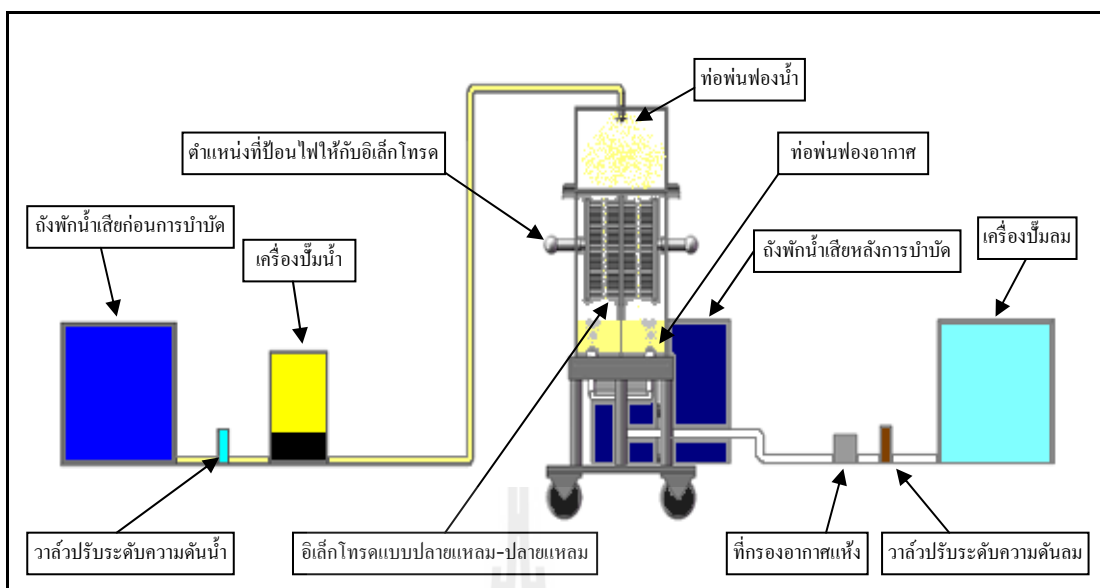 ท่อพ่นฟองน้ำ
ตำแหน่งที่ป้อนไฟให้กับอิเล็กโทรด
ท่อพ่นฟองอากาศ
ถังพักน้ำเสียก่อนการบำบัด
เครื่องปั๊มน้ำ
ถังพักน้ำเสียหลังการบำบัด
เครื่องปั๊มลม
วาล์วปรับระดับความดันน้ำ
อิเล็กโทรดแบบปลายแหลม-ปลายแหลม
ที่กรองอากาศแห้ง
วาล์วปรับระดับความดันลม